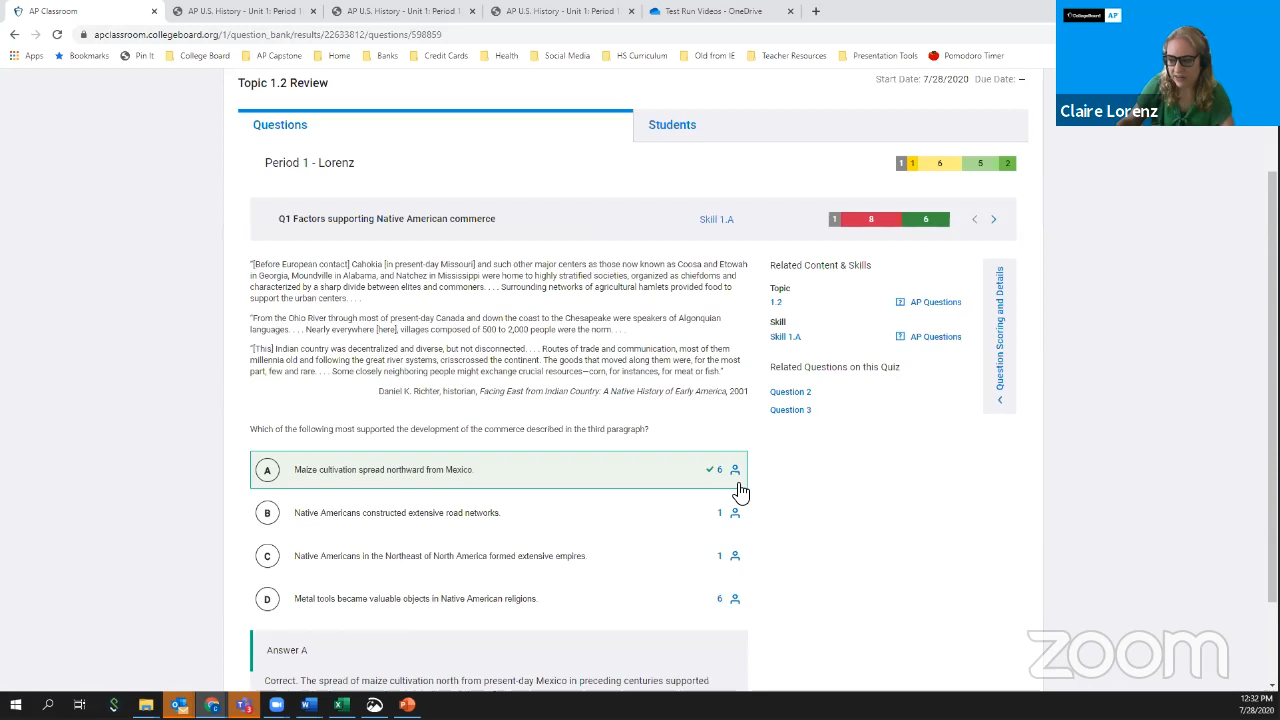 AP Classroom
AP U.S. History - Unit 1: Period 1
AP U.S. History - Unit 1: Period 1
AP U.S. History - Unit 1: Period 1
Test Run Videos - OneDrive
apclassroom.collegeboard.org/1/question_bank/results/22633812/questions/598859
Apps Bookmarks Pin It College Board AP Capstone Home Banks Credit Cards Health Social Media HS Curriculum Old from IE Teacher Resources Presentation Tools Pomodoro Timer
CollegeBoard AP
Claire Lorenz
Topic 1.2 Review
Start Date: 7/28/2020 Due Date: –
Questions
Students
Period 1 - Lorenz
1 1 6 5 2
Q1 Factors supporting Native American commerce
Skill 1.A
1 8 6
"[Before European contact] Cahokia [in present-day Missouri] and such other major centers as those now known as Coosa and Etowah
in Georgia, Moundville in Alabama, and Natchez in Mississippi were home to highly stratified societies, organized as chiefdoms and
characterized by a sharp divide between elites and commoners. . . . Surrounding networks of agricultural hamlets provided food to
support the urban centers. . . .
"From the Ohio River through most of present-day Canada and down the coast to the Chesapeake were speakers of Algonquian
languages. . . . Nearly everywhere [here], villages composed of 500 to 2,000 people were the norm. . . .
"[This] Indian country was decentralized and diverse, but not disconnected. . . . Routes of trade and communication, most of them
millennia old and following the great river systems, crisscrossed the continent. The goods that moved along them were, for the most
part, few and rare. . . . Some closely neighboring people might exchange crucial resources—corn, for instances, for meat or fish."
Daniel K. Richter, historian, Facing East from Indian Country: A Native History of Early America, 2001
Which of the following most supported the development of the commerce described in the third paragraph?
A Maize cultivation spread northward from Mexico. 6
B Native Americans constructed extensive road networks. 1
C Native Americans in the Northeast of North America formed extensive empires. 1
D Metal tools became valuable objects in Native American religions. 6
Answer A
Correct. The spread of maize cultivation north from present-day Mexico in preceding centuries supported
Related Content & Skills
Topic
1.2 AP Questions
Skill
Skill 1.A AP Questions
Related Questions on this Quiz
Question 2
Question 3
Question Scoring and Details
zoom
12:32 PM
7/28/2020